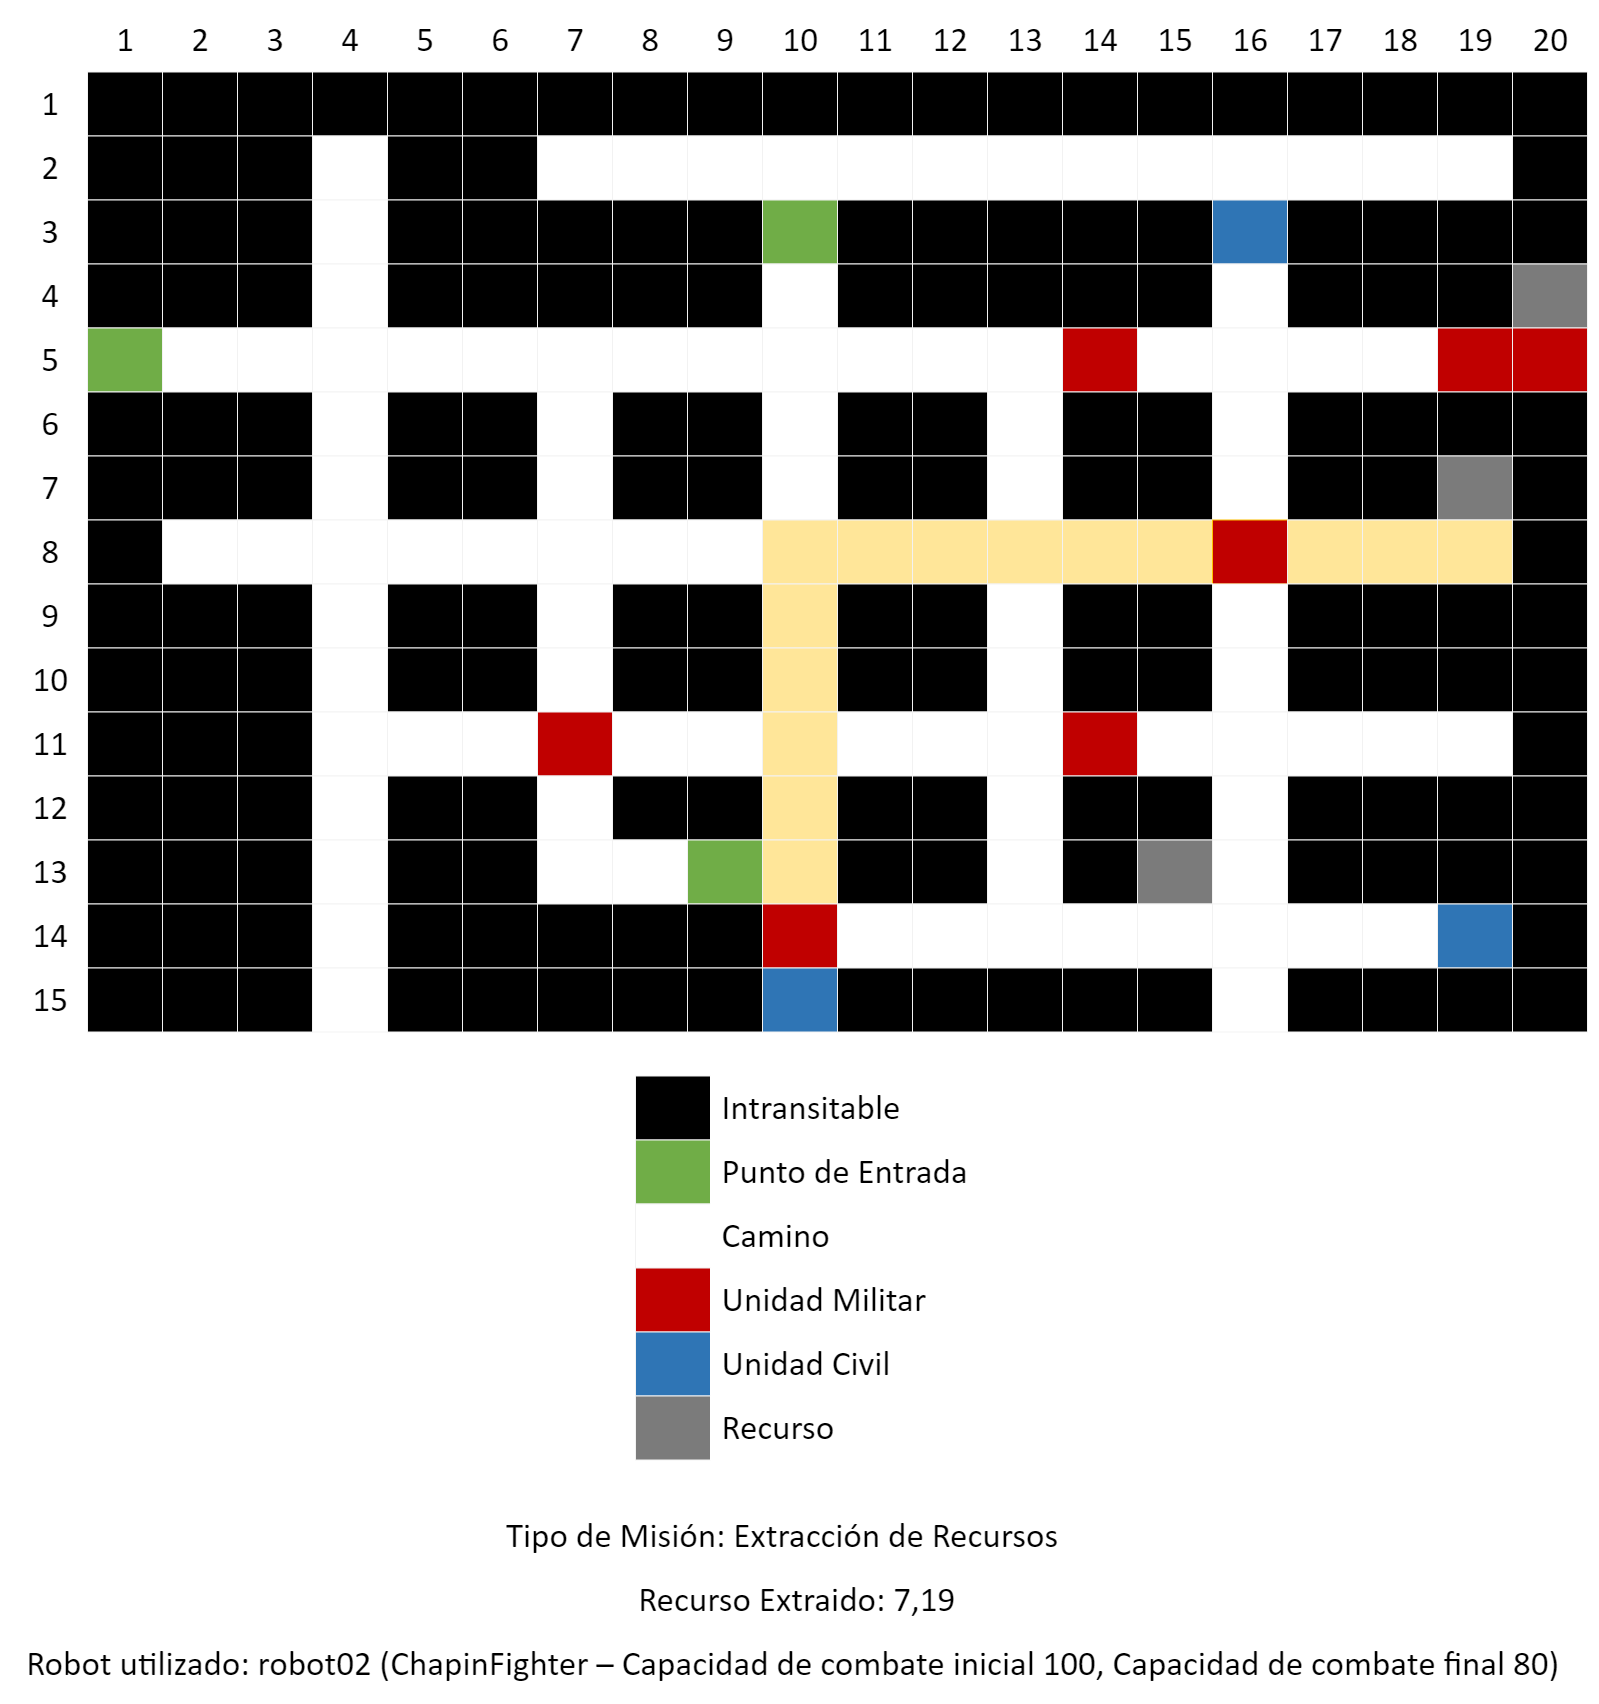 1 2 3 4 5 6 7 8 9 10 11 12 13 14 15 16 17 18 19 20
1
2
3
4
5
6
7
8
9
10
11
12
13
14
15
Intransitable
Punto de Entrada
Camino
Unidad Militar
Unidad Civil
Recurso
Tipo de Misión: Extracción de Recursos
Recurso Extraido: 7,19
Robot utilizado: robot02 (ChapinFighter – Capacidad de combate inicial 100, Capacidad de combate final 80)